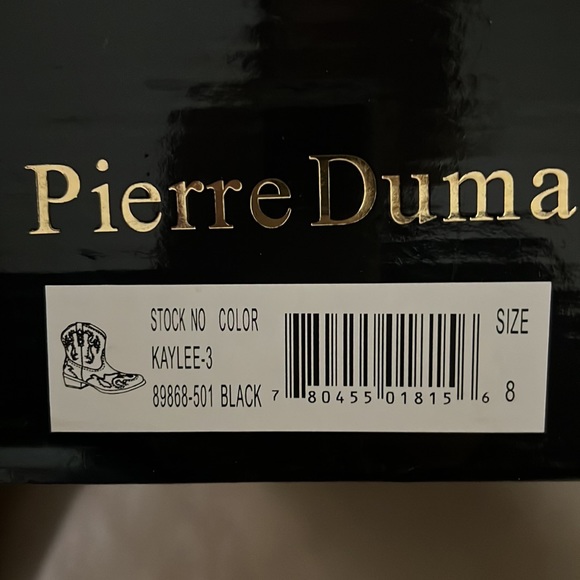 Pierre Duma
STOCK NO COLOR
SIZE
KAYLEE-3
89868-501 BLACK
7 80455 01815 6
8